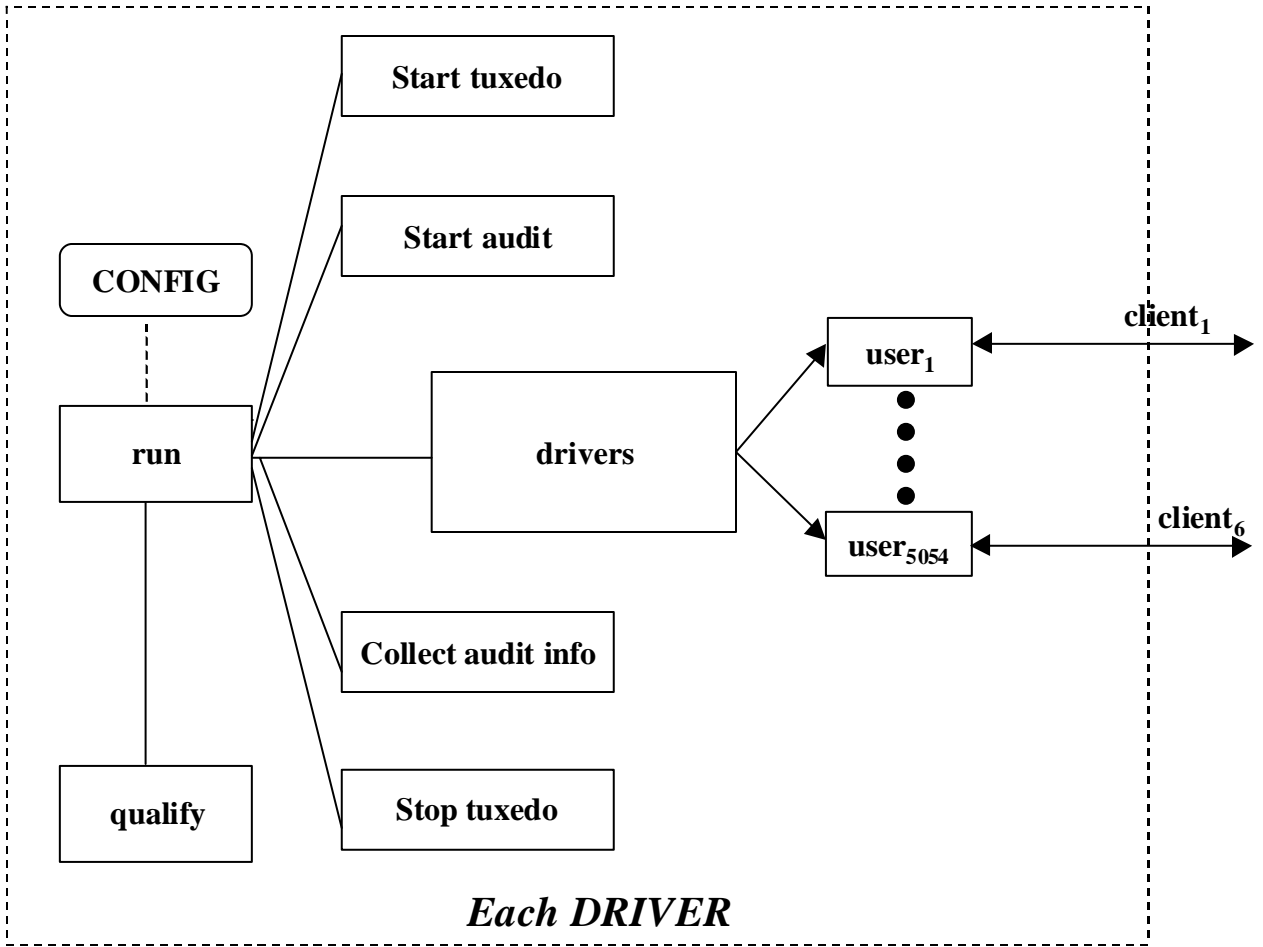 Start tuxedo
Start audit
CONFIG
client1
user1
run
drivers
client6
user5054
Collect audit info
qualify
Stop tuxedo
Each DRIVER